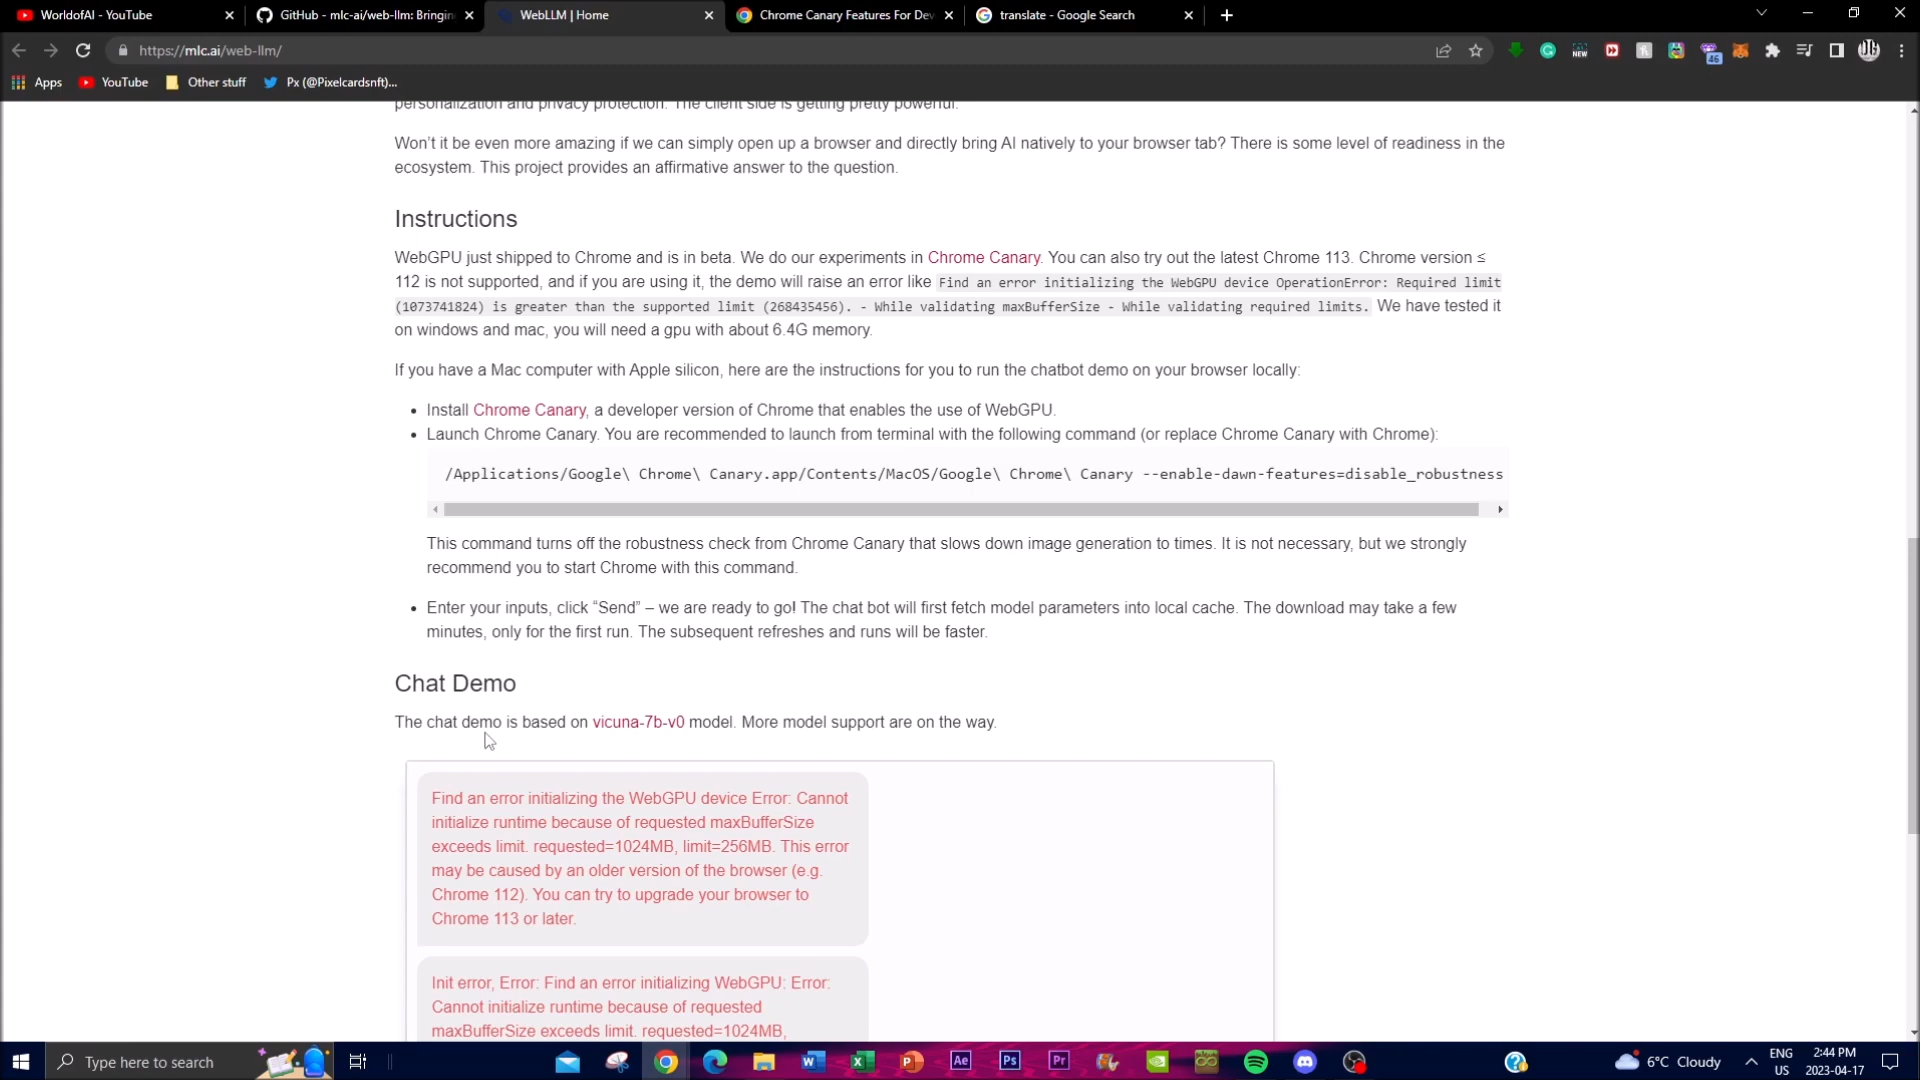 WorldofAI - YouTube
GitHub - mlc-ai/web-llm: Bringin
WebLLM | Home
Chrome Canary Features For Dev
translate - Google Search
https://mlc.ai/web-llm/
46
Apps
YouTube
Other stuff
Px (@Pixelcardsnft)...
personalization and privacy protection. The client side is getting pretty powerful.
Won’t it be even more amazing if we can simply open up a browser and directly bring AI natively to your browser tab? There is some level of readiness in the
ecosystem. This project provides an affirmative answer to the question.
Instructions
WebGPU just shipped to Chrome and is in beta. We do our experiments in Chrome Canary. You can also try out the latest Chrome 113. Chrome version ≤
112 is not supported, and if you are using it, the demo will raise an error like Find an error initializing the WebGPU device OperationError: Required limit
(1073741824) is greater than the supported limit (268435456). - While validating maxBufferSize - While validating required limits. We have tested it
on windows and mac, you will need a gpu with about 6.4G memory.
If you have a Mac computer with Apple silicon, here are the instructions for you to run the chatbot demo on your browser locally:
• Install Chrome Canary, a developer version of Chrome that enables the use of WebGPU.
• Launch Chrome Canary. You are recommended to launch from terminal with the following command (or replace Chrome Canary with Chrome):
/Applications/Google\ Chrome\ Canary.app/Contents/MacOS/Google\ Chrome\ Canary --enable-dawn-features=disable_robustness
This command turns off the robustness check from Chrome Canary that slows down image generation to times. It is not necessary, but we strongly
recommend you to start Chrome with this command.
• Enter your inputs, click “Send” – we are ready to go! The chat bot will first fetch model parameters into local cache. The download may take a few
minutes, only for the first run. The subsequent refreshes and runs will be faster.
Chat Demo
The chat demo is based on vicuna-7b-v0 model. More model support are on the way.
Find an error initializing the WebGPU device Error: Cannot
initialize runtime because of requested maxBufferSize
exceeds limit. requested=1024MB, limit=256MB. This error
may be caused by an older version of the browser (e.g.
Chrome 112). You can try to upgrade your browser to
Chrome 113 or later.
Init error, Error: Find an error initializing WebGPU: Error:
Cannot initialize runtime because of requested
maxBufferSize exceeds limit. requested=1024MB,
Type here to search
Ae
Ps
Pr
6°C Cloudy
ENG
US
2:44 PM
2023-04-17